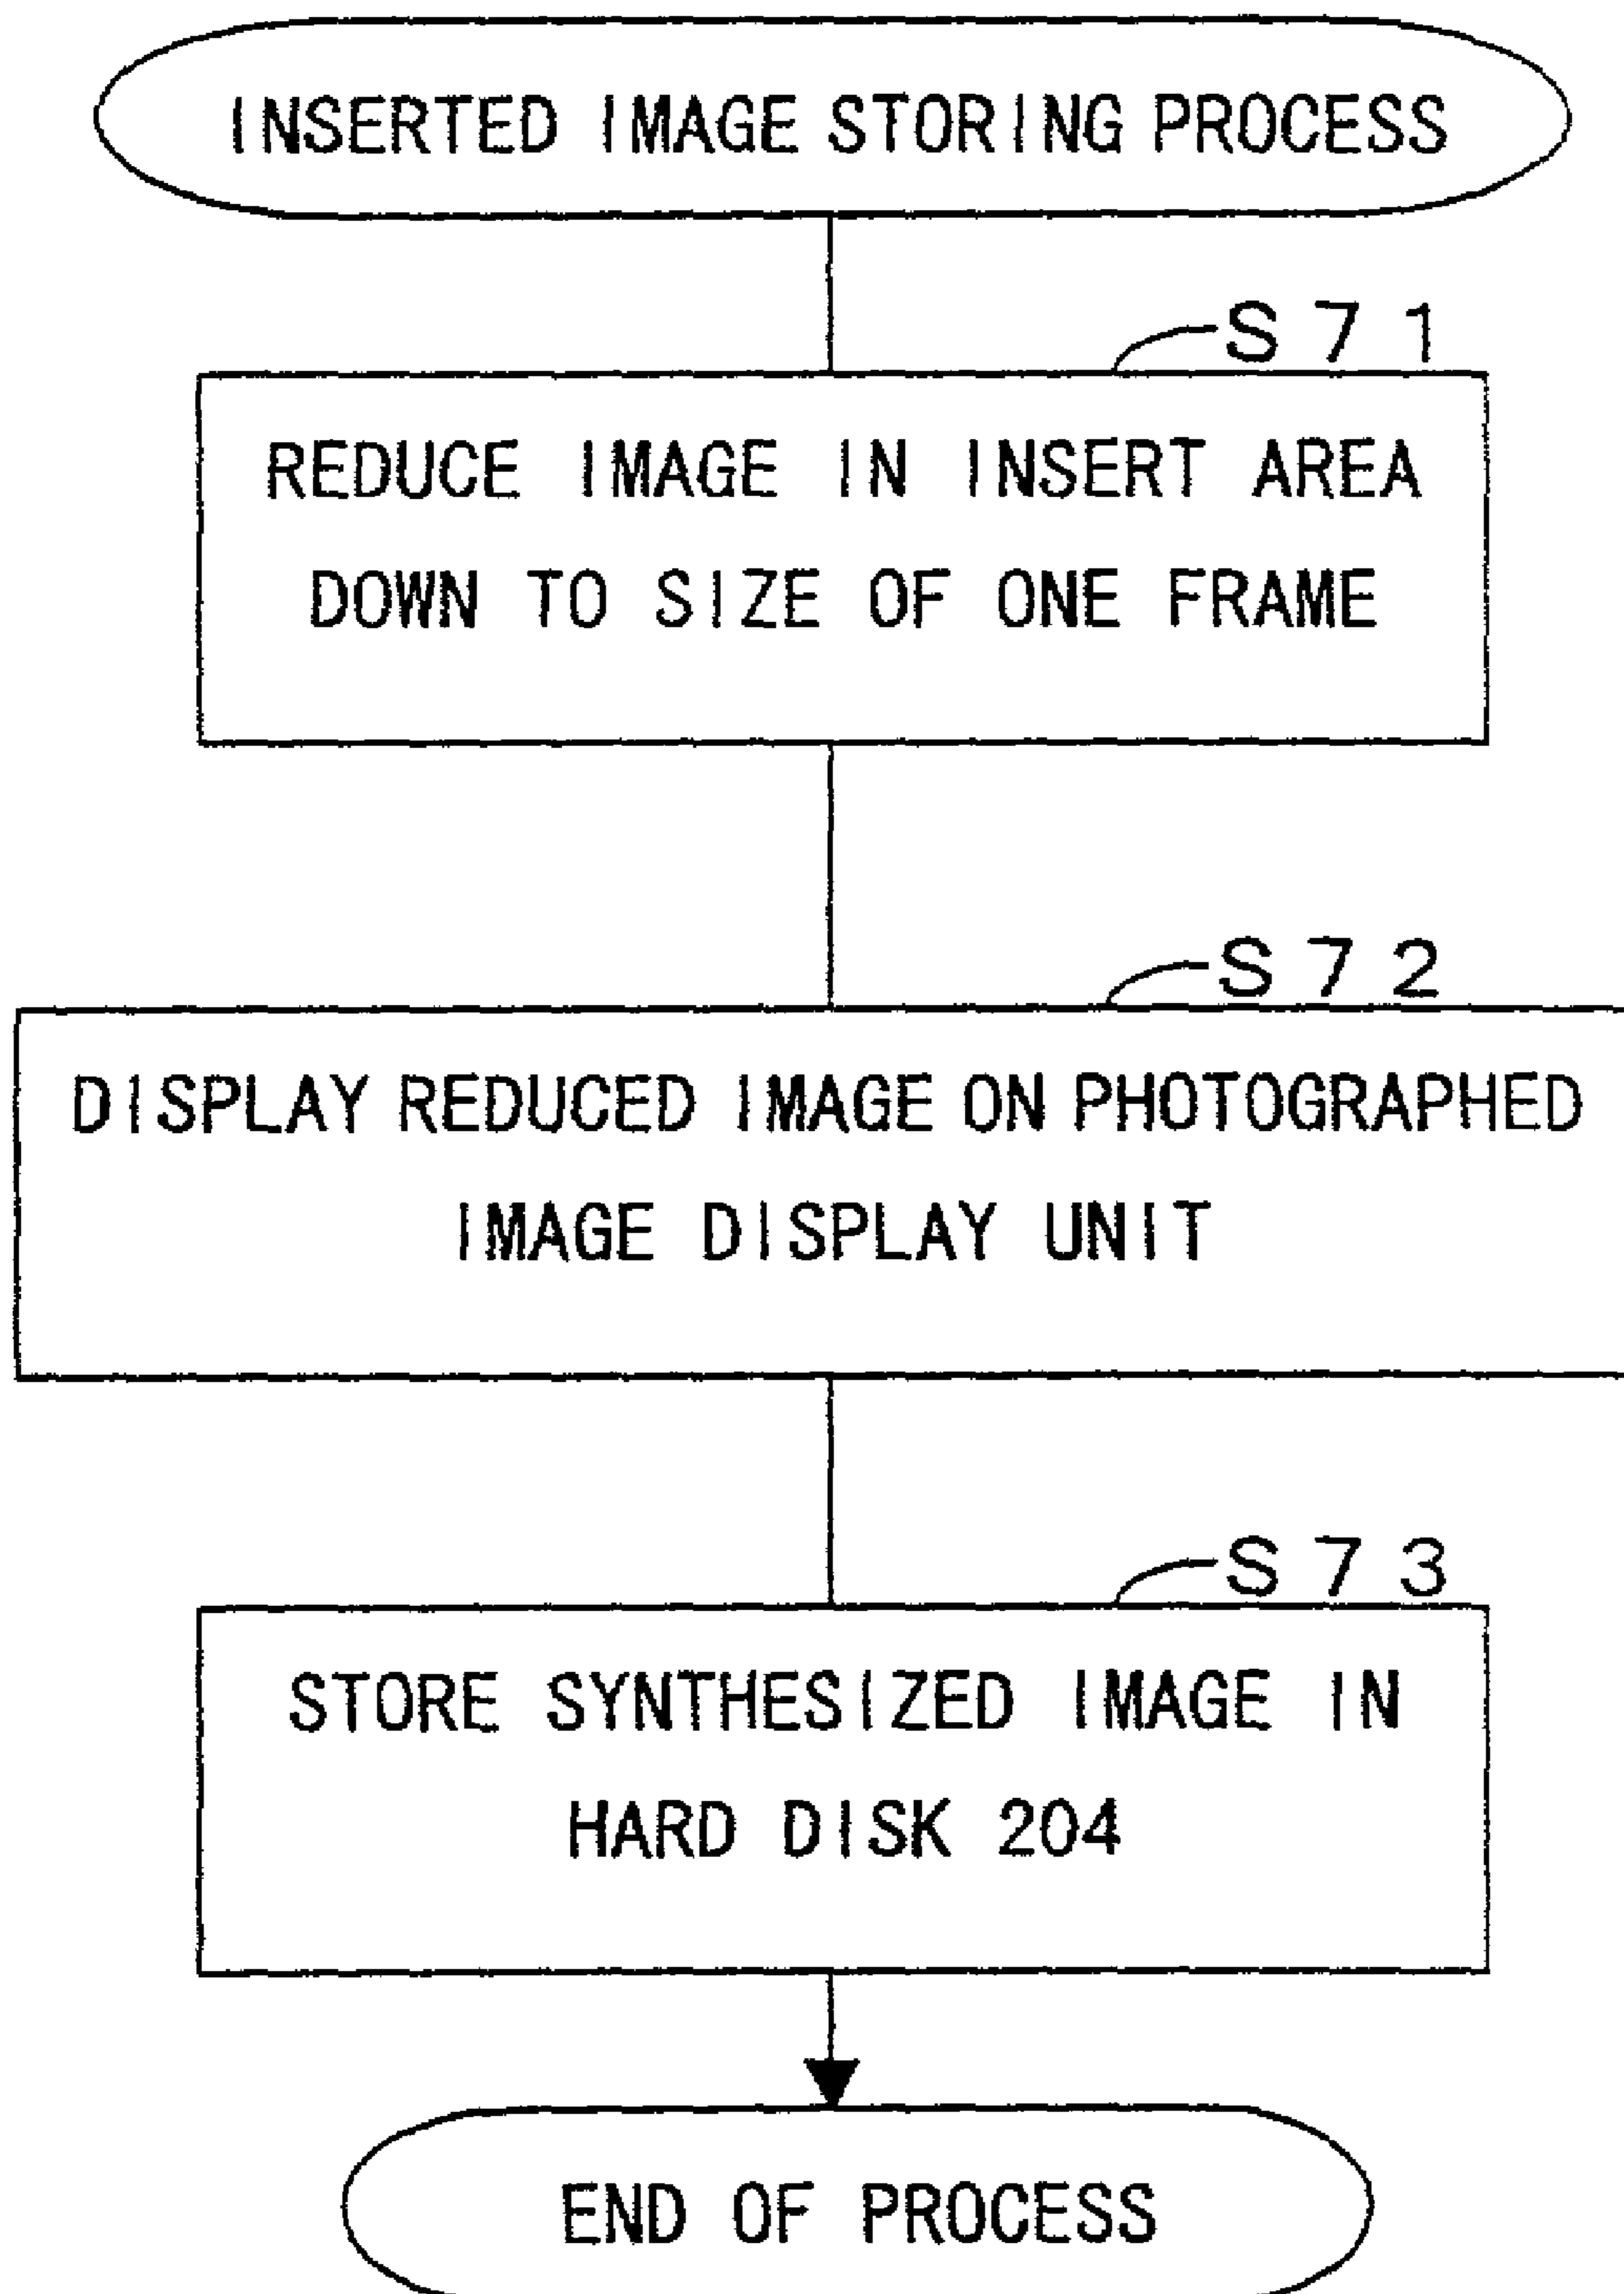 INSERTED IMAGE STORING PROCESS
S71
REDUCE IMAGE IN INSERT AREA
DOWN TO SIZE OF ONE FRAME
S72
DISPLAY REDUCED IMAGE ON PHOTOGRAPHED
IMAGE DISPLAY UNIT
S73
STORE SYNTHESIZED IMAGE IN
HARD DISK 204
END OF PROCESS